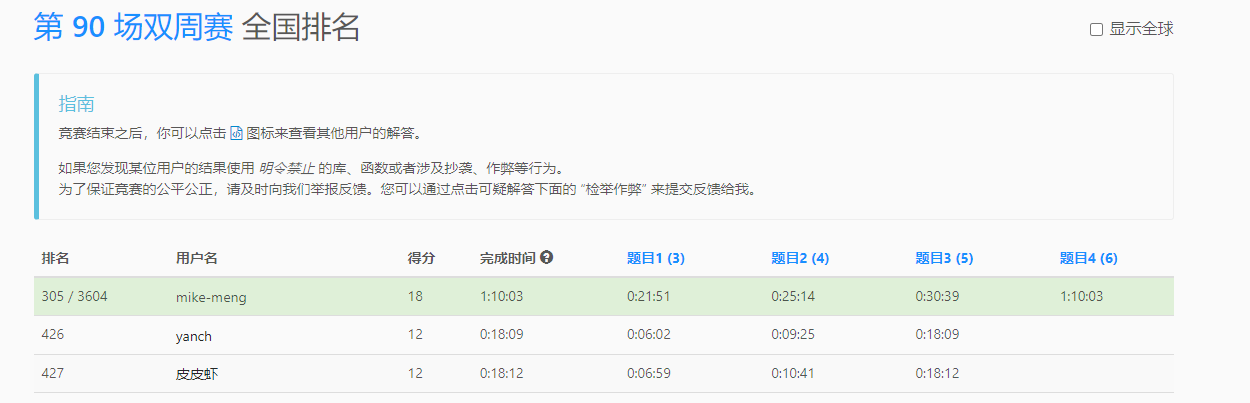 第 90 场双周赛 全国排名
显示全球
指南
竞赛结束之后，你可以点击 图标来查看其他用户的解答。
如果您发现某位用户的结果使用 明令禁止 的库、函数或者涉及抄袭、作弊等行为。
为了保证竞赛的公平公正，请及时向我们举报反馈。您可以通过点击可疑解答下面的 “检举作弊” 来提交反馈给我。
排名 用户名 得分 完成时间 题目1 (3) 题目2 (4) 题目3 (5) 题目4 (6)
305 / 3604 mike-meng 18 1:10:03 0:21:51 0:25:14 0:30:39 1:10:03
426 yanch 12 0:18:09 0:06:02 0:09:25 0:18:09
427 皮皮虾 12 0:18:12 0:06:59 0:10:41 0:18:12